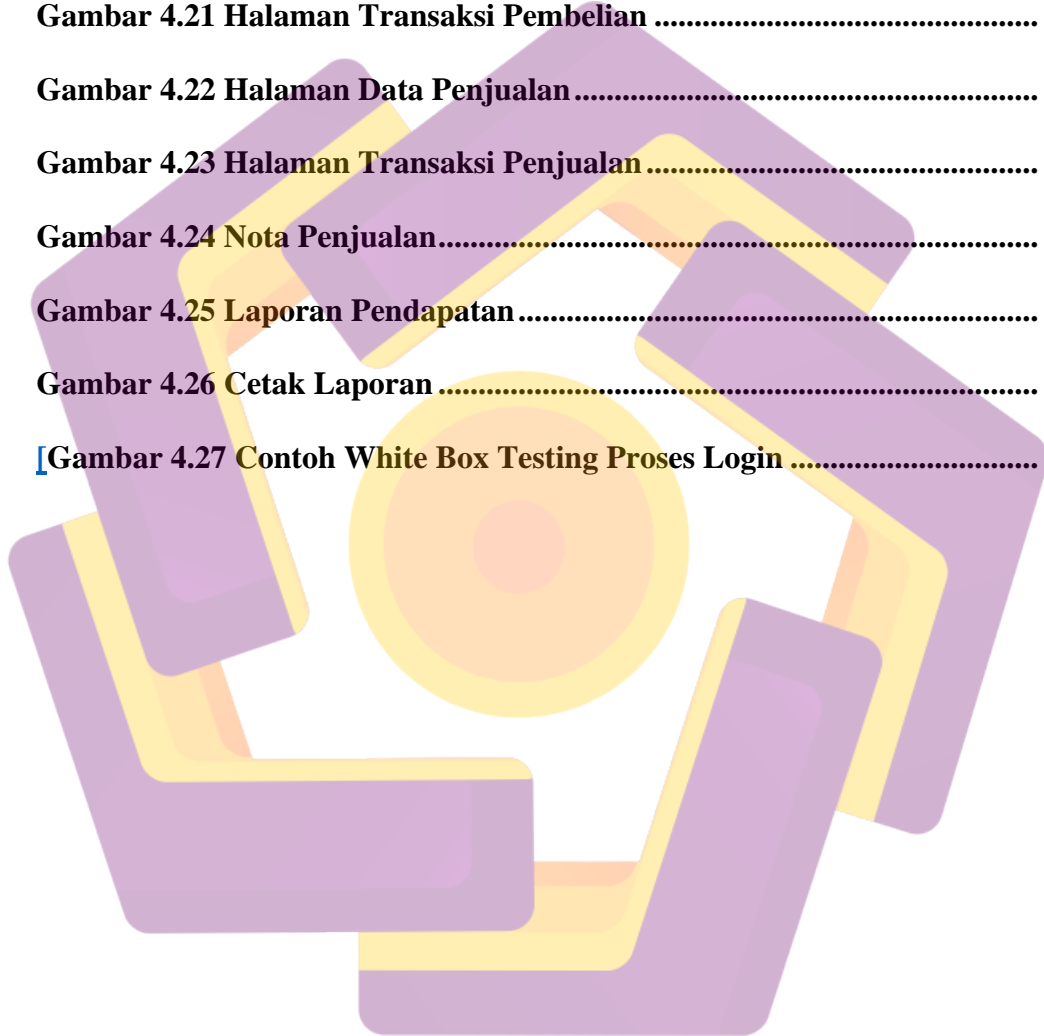 Gambar 4.21 Halaman Transaksi Pembelian ................................................
Gambar 4.22 Halaman Data Penjualan ..........................................................
Gambar 4.23 Halaman Transaksi Penjualan .................................................
Gambar 4.24 Nota Penjualan...........................................................................
Gambar 4.25 Laporan Pendapatan .................................................................
Gambar 4.26 Cetak Laporan ...........................................................................
[Gambar 4.27 Contoh White Box Testing Proses Login ...............................